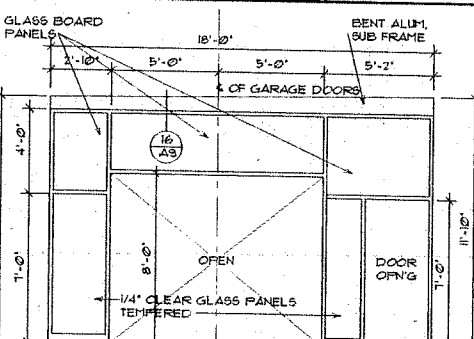 GLASS BOARD
PANELS
BENT ALUM.
SUB FRAME
18'-0"
2'-10" 5'-0" 5'-0" 5'-2"
℄ OF GARAGE DOORS
4'-0"
16
A9
7'-0"
8'-0"
OPEN
DOOR
OPN'G
7'-0"
11'-10"
1/4" CLEAR GLASS PANELS
TEMPERED